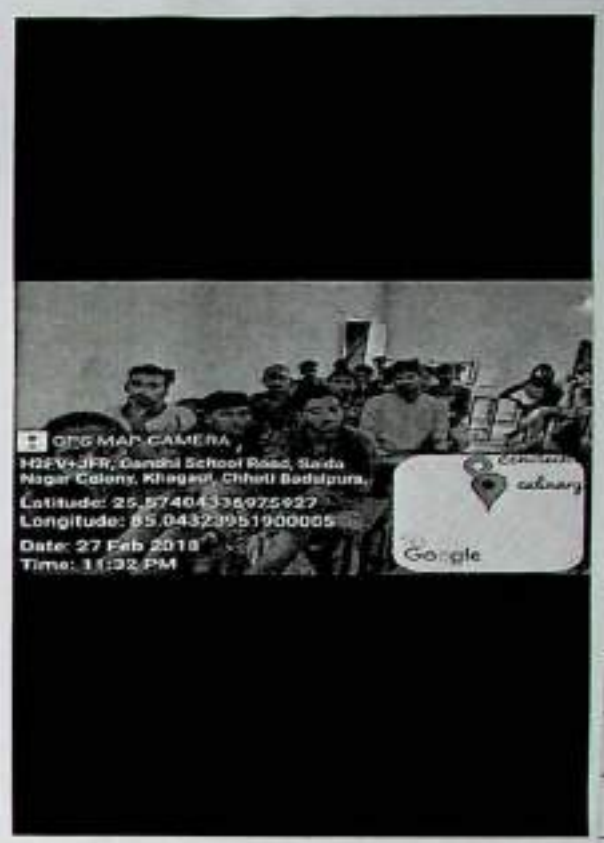 GPS MAP CAMERA
H2FV+JFR, Gandhi School Road, Saida
Nagar Colony, Khagaul, Chhoti Badalpura,
Latitude: 25.57404336975927
Longitude: 85.04323951900005
Date: 27 Feb 2018
Time: 11:32 PM
culinary
Google